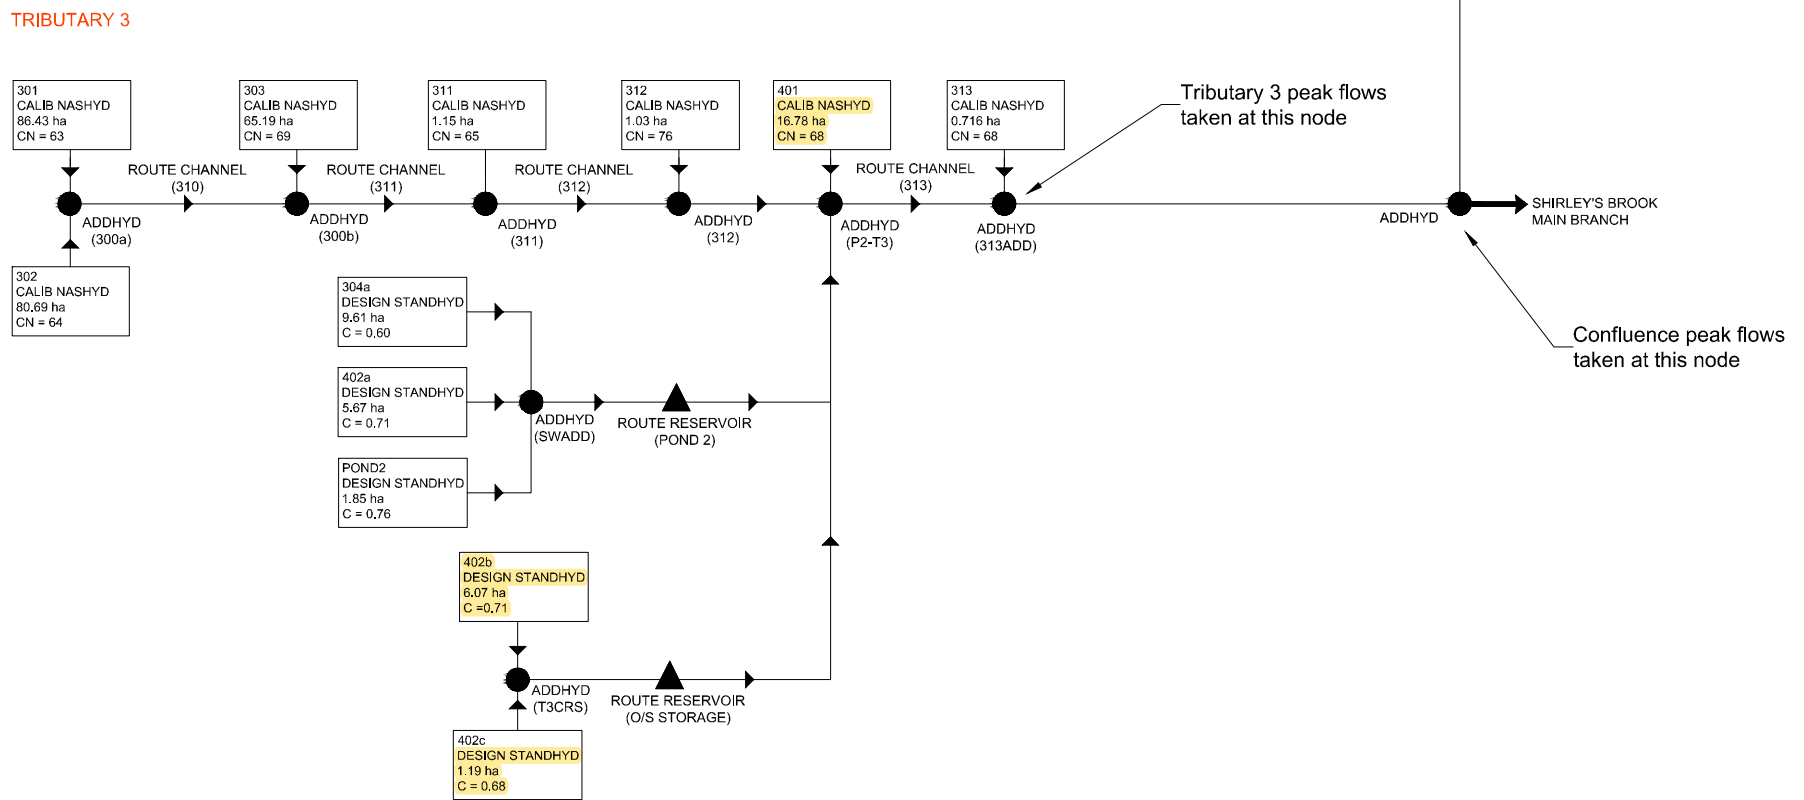 TRIBUTARY 3
301
CALIB NASHYD
86.43 ha
CN = 63
303
CALIB NASHYD
65.19 ha
CN = 69
311
CALIB NASHYD
1.15 ha
CN = 65
312
CALIB NASHYD
1.03 ha
CN = 76
401
CALIB NASHYD
16.78 ha
CN = 68
313
CALIB NASHYD
0.716 ha
CN = 68
Tributary 3 peak flows
taken at this node
ROUTE CHANNEL
(310)
ROUTE CHANNEL
(311)
ROUTE CHANNEL
(312)
ROUTE CHANNEL
(313)
ADDHYD
(300a)
ADDHYD
(300b)
ADDHYD
(311)
ADDHYD
(312)
ADDHYD
(P2-T3)
ADDHYD
(313ADD)
ADDHYD
SHIRLEY'S BROOK
MAIN BRANCH
302
CALIB NASHYD
80.69 ha
CN = 64
304a
DESIGN STANDHYD
9.61 ha
C = 0.60
Confluence peak flows
taken at this node
402a
DESIGN STANDHYD
5.67 ha
C = 0.71
ADDHYD
(SWADD)
ROUTE RESERVOIR
(POND 2)
POND2
DESIGN STANDHYD
1.85 ha
C = 0.76
402b
DESIGN STANDHYD
6.07 ha
C =0.71
ADDHYD
(T3CRS)
ROUTE RESERVOIR
(O/S STORAGE)
402c
DESIGN STANDHYD
1.19 ha
C = 0.68